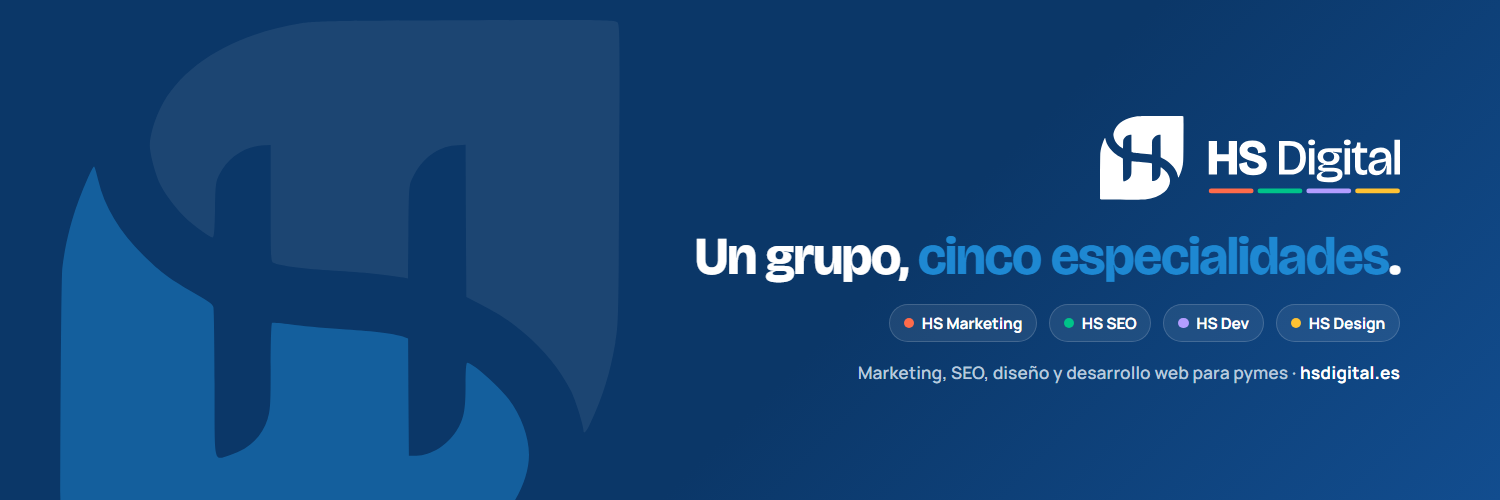 HS Digital
Un grupo, cinco especialidades.
HS Marketing HS SEO HS Dev HS Design
Marketing, SEO, diseño y desarrollo web para pymes · hsdigital.es